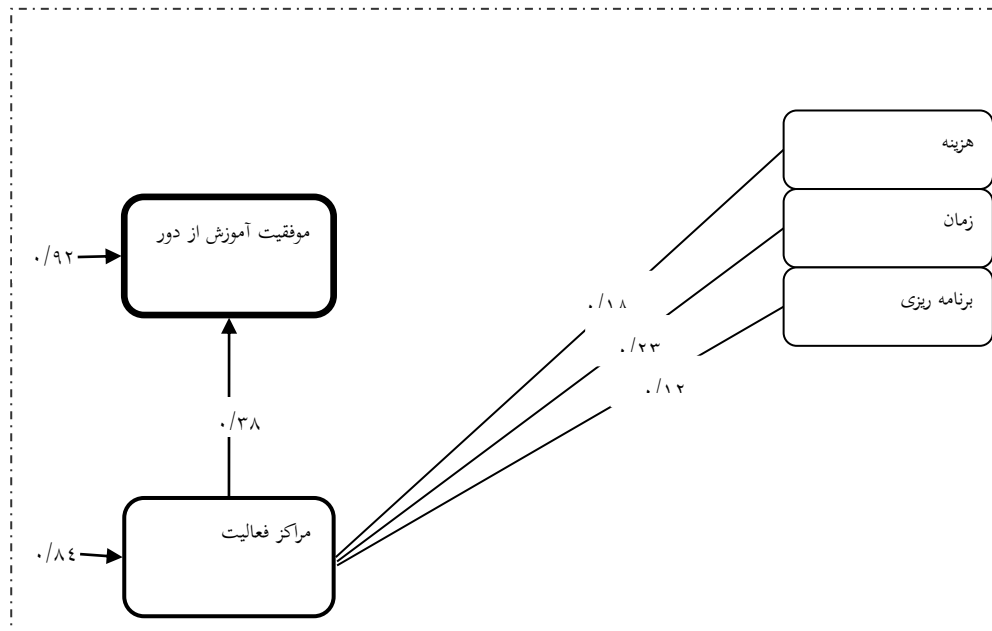 هزینه
زمان
موفقیت آموزش از دور
۰/۹۲
برنامه ریزی
۰/۱۸
۰/۲۳
۰/۱۲
۰/۳۸
مراکز فعالیت
۰/۸٤